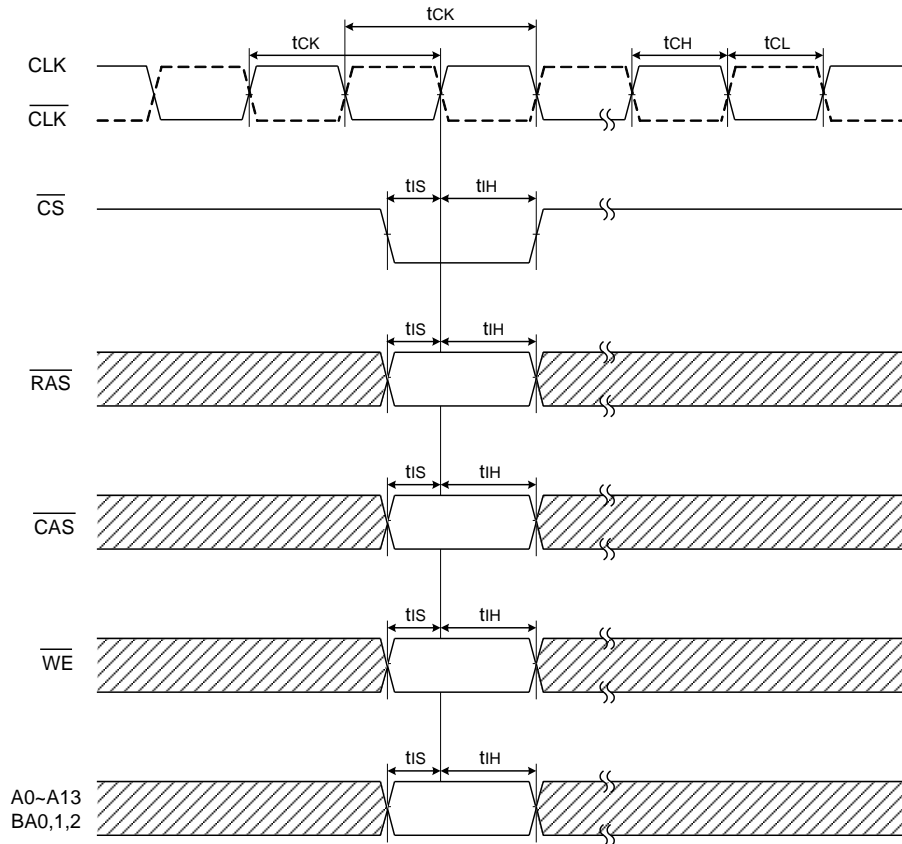 tCK
tCK
tCH
tCL
CLK
CLK
tIS
tIH
CS
tIS
tIH
RAS
tIS
tIH
CAS
tIS
tIH
WE
tIS
tIH
A0~A13
BA0,1,2